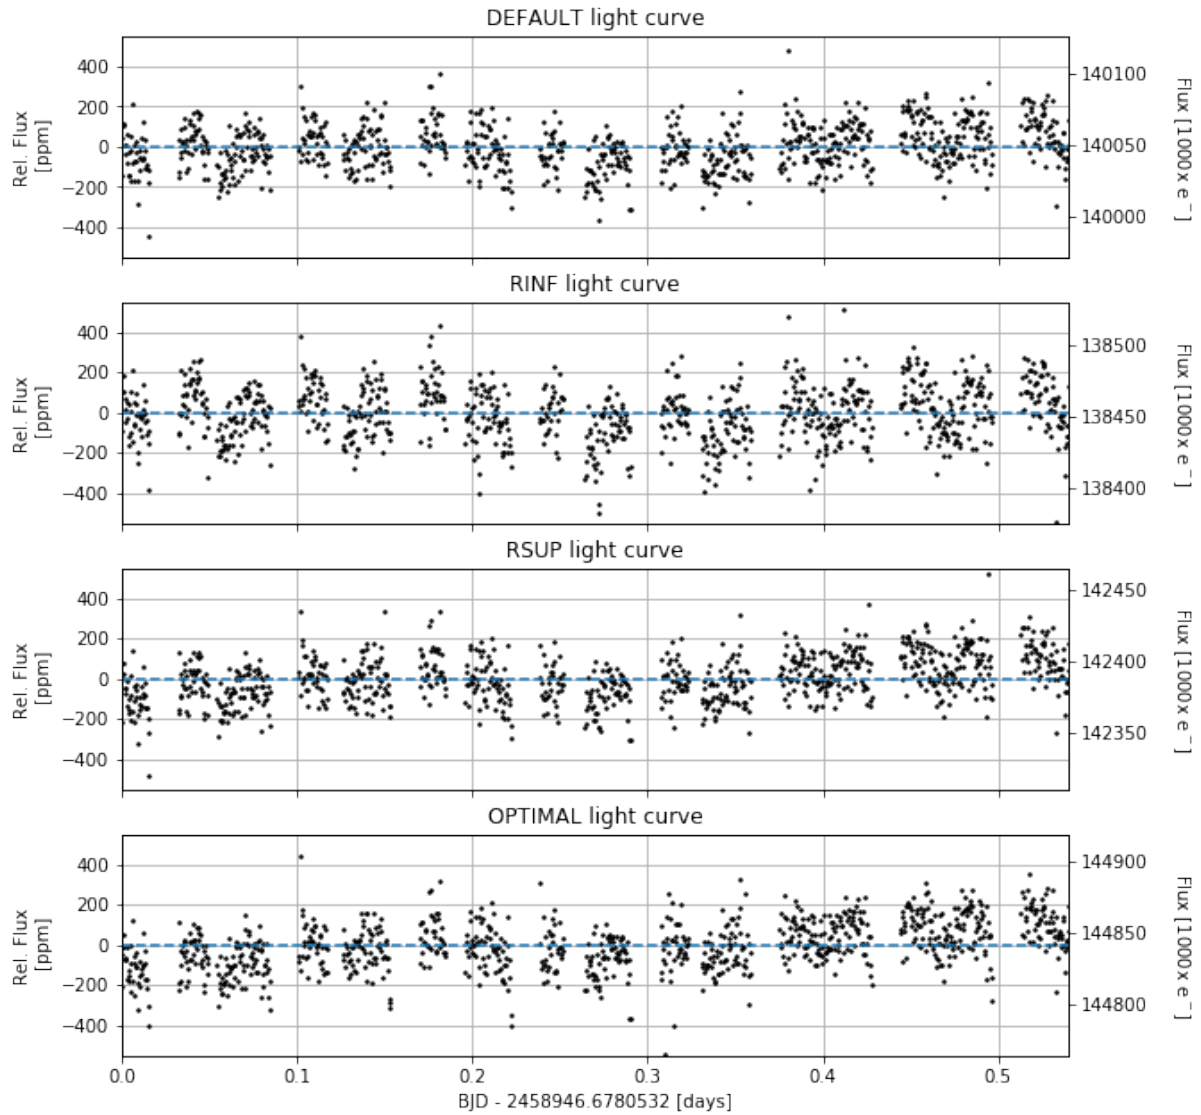 DEFAULT light curve
Rel. Flux
[ppm]
400
200
0
−200
−400
140100
140050
140000
Flux [1000x e⁻]
RINF light curve
Rel. Flux
[ppm]
400
200
0
−200
−400
138500
138450
138400
Flux [1000x e⁻]
RSUP light curve
Rel. Flux
[ppm]
400
200
0
−200
−400
142450
142400
142350
Flux [1000x e⁻]
OPTIMAL light curve
Rel. Flux
[ppm]
400
200
0
−200
−400
144900
144850
144800
Flux [1000x e⁻]
0.0 0.1 0.2 0.3 0.4 0.5
BJD - 2458946.6780532 [days]